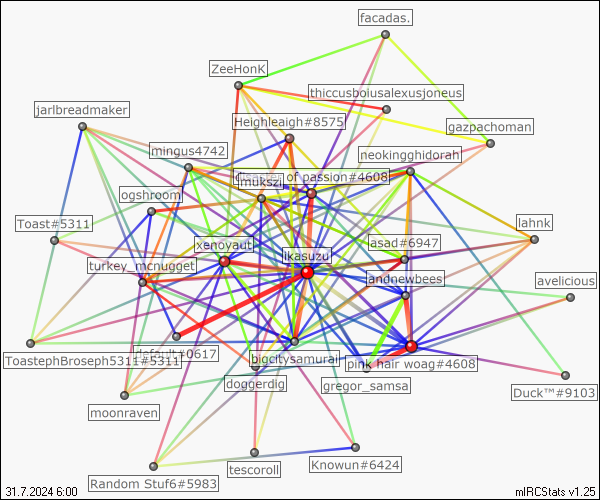 facadas.
ZeeHonK
thiccusboiusalexusjoneus
jarlbreadmaker
Heighleaigh#8575
gazpachoman
mingus4742
neokingghidorah
of passion#4608
mukszi
ogshroom
Toast#5311
lahnk
xenoyaut
ikasuzu
asad#6947
turkey_mcnugget
andnewbees
avelicious
ToastephBroseph5311#5311
default#0617
bigcitysamurai
pink hair woag#4608
doggerdig
gregor_samsa
Duck™#9103
moonraven
Random Stuf6#5983
tescoroll
Knowun#6424
31.7.2024 6:00
mIRCStats v1.25